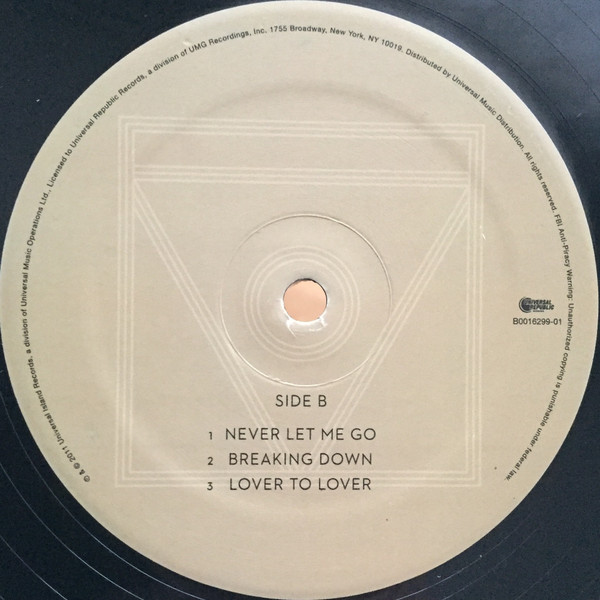 ℗ & © 2011 Universal Island Records, a division of Universal Music Operations Ltd., Licensed to Universal Republic Records, a division of UMG Recordings, Inc. 1755 Broadway, New York, NY 10019. Distributed by Universal Music Distribution. All rights reserved. FBI Anti-Piracy Warning: Unauthorized copying is punishable under federal law.
UNIVERSAL
REPUBLIC
B0016299-01
SIDE B
1 NEVER LET ME GO
2 BREAKING DOWN
3 LOVER TO LOVER